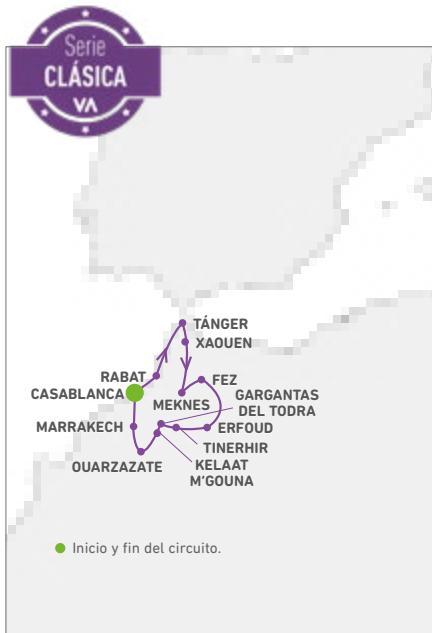 Serie
CLÁSICA
VA
TÁNGER
XAOUEN
RABAT
FEZ
CASABLANCA
GARGANTAS
DEL TODRA
MEKNES
MARRAKECH
ERFOUD
TINERHIR
OUARZAZATE
KELAAT
M'GOUNA
Inicio y fin del circuito.